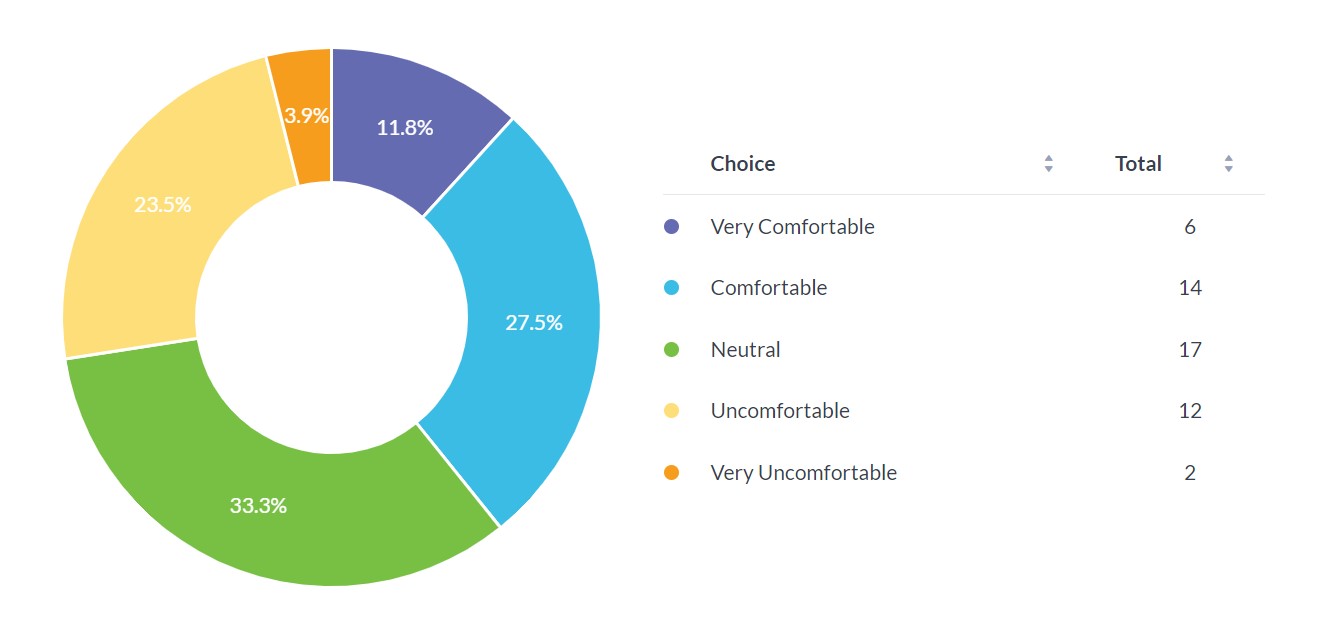 3.9%
11.8%
23.5%
27.5%
33.3%
Choice Total
Very Comfortable 6
Comfortable 14
Neutral 17
Uncomfortable 12
Very Uncomfortable 2